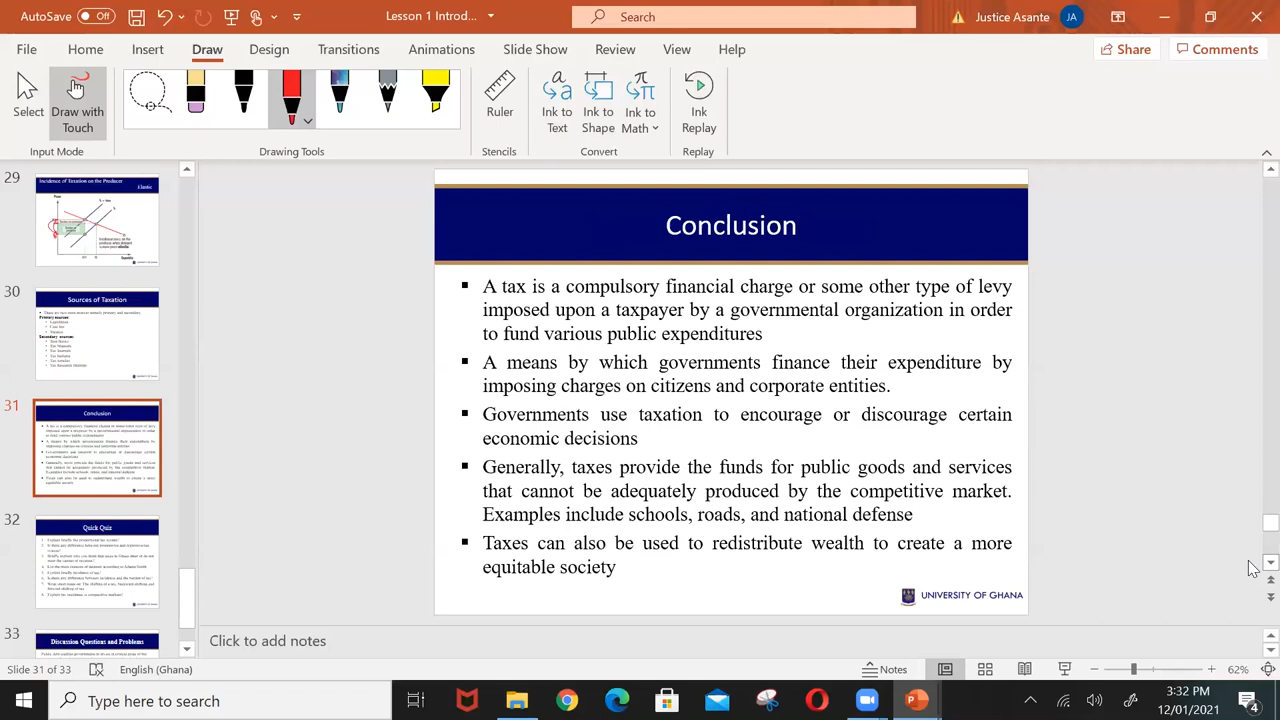 AutoSave Off
Lesson 1 Introd...
Search
Justice Asante
JA
File Home Insert Draw Design Transitions Animations Slide Show Review View Help
Share
Comments
Select
Draw with
Touch
Ruler
Ink to
Text
Ink to
Shape
Ink to
Math
Ink
Replay
Input Mode
Drawing Tools
Stencils
Convert
Replay
29
Incidence of Taxation on the Producer
Elastic
30
Sources of Taxation
31
Conclusion
32
Quick Quiz
33
Discussion Questions and Problems
Conclusion
A tax is a compulsory financial charge or some other type of levy
imposed upon a taxpayer by a governmental organization in order
to fund various public expenditures
A means by which governments finance their expenditure by
imposing charges on citizens and corporate entities.
Governments use taxation to encourage or discourage certain
economic decisions
Generally, taxes provide the funds for public goods and services
that cannot be adequately produced by the competitive market.
Examples include schools, roads, and national defense
also be used to redistribute wealth to create a more
society
UNIVERSITY OF GHANA
Click to add notes
Slide 31 of 33
English (Ghana)
Notes
62%
Type here to search
3:32 PM
12/01/2021
4